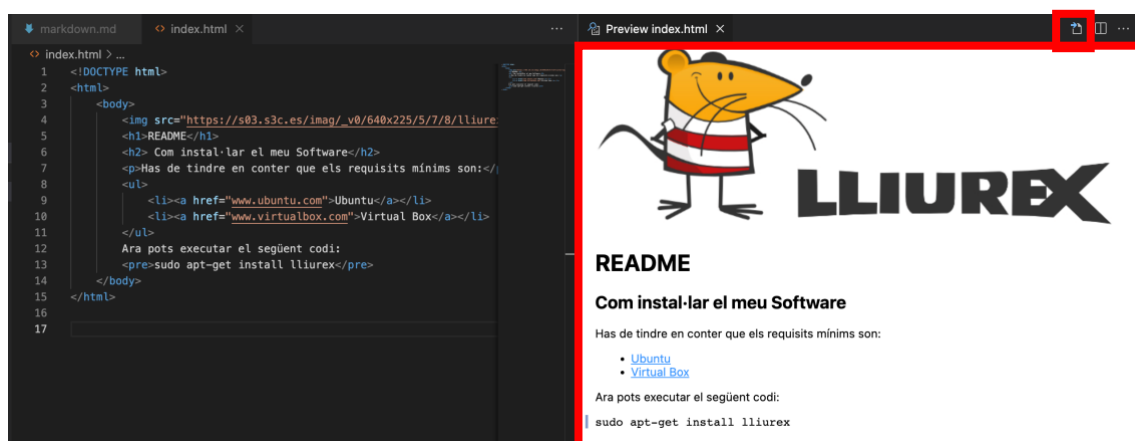 markdown.md
index.html
index.html > ...
1 <!DOCTYPE html>
2 <html>
3 <body>
4 <img src="https://s03.s3c.es/imag/_v0/640x225/5/7/8/lliure
5 <h1>README</h1>
6 <h2> Com instal·lar el meu Software</h2>
7 <p>Has de tindre en conter que els requisits mínims son:</
8 <ul>
9 <li><a href="www.ubuntu.com">Ubuntu</a></li>
10 <li><a href="www.virtualbox.com">Virtual Box</a></li>
11 </ul>
12 Ara pots executar el següent codi:
13 <pre>sudo apt-get install lliurex</pre>
14 </body>
15 </html>
16
17
Preview index.html
LLIUREX
README
Com instal·lar el meu Software
Has de tindre en conter que els requisits mínims son:
• Ubuntu
• Virtual Box
Ara pots executar el següent codi:
sudo apt-get install lliurex